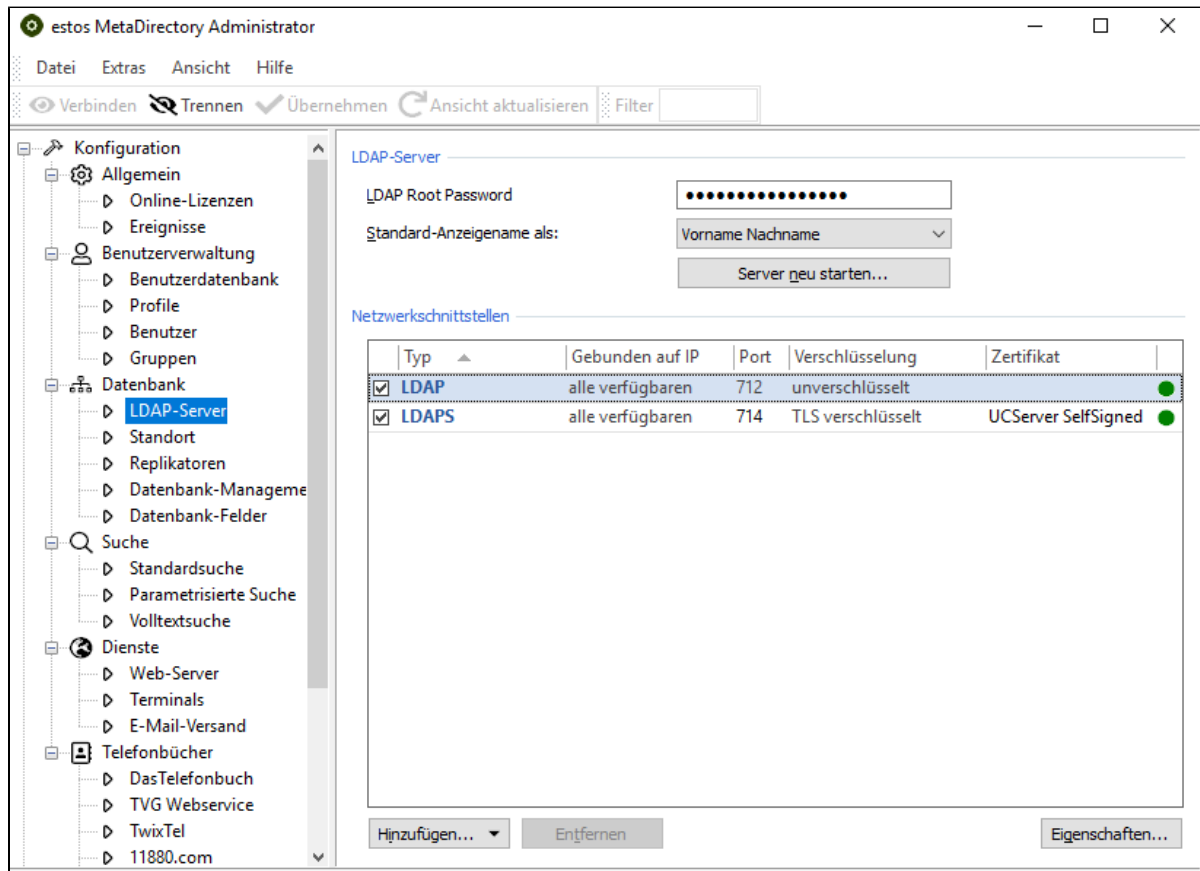 estos MetaDirectory Administrator
Datei Extras Ansicht Hilfe
Verbinden Trennen Übernehmen Ansicht aktualisieren Filter
Konfiguration
Allgemein
Online-Lizenzen
Ereignisse
Benutzerverwaltung
Benutzerdatenbank
Profile
Benutzer
Gruppen
Datenbank
LDAP-Server
Standort
Replikatoren
Datenbank-Manageme
Datenbank-Felder
Suche
Standardsuche
Parametrisierte Suche
Volltextsuche
Dienste
Web-Server
Terminals
E-Mail-Versand
Telefonbücher
DasTelefonbuch
TVG Webservice
TwixTel
11880.com
LDAP-Server
LDAP Root Password ••••••••••••••••
Standard-Anzeigename als: Vorname Nachname
Server neu starten...
Netzwerkschnittstellen
Typ Gebunden auf IP Port Verschlüsselung Zertifikat
LDAP alle verfügbaren 712 unverschlüsselt
LDAPS alle verfügbaren 714 TLS verschlüsselt UCServer SelfSigned
Hinzufügen... Entfernen Eigenschaften...